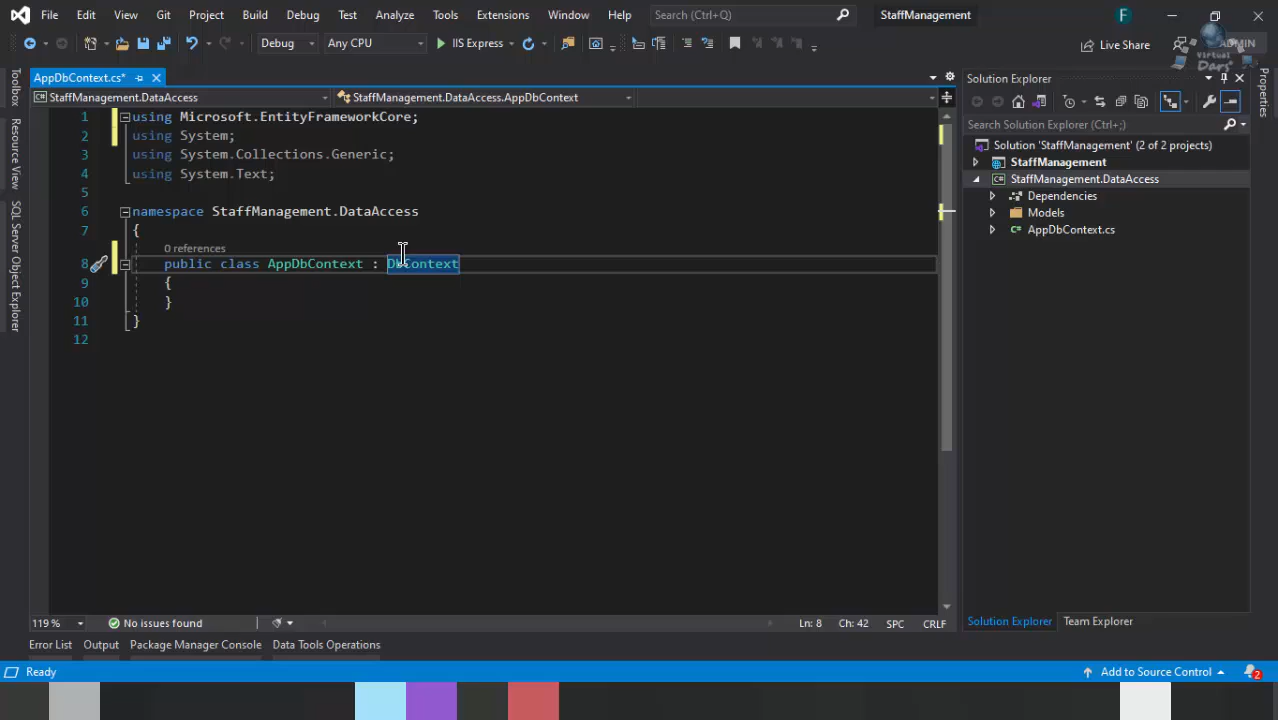 File Edit View Git Project Build Debug Test Analyze Tools Extensions Window Help Search (Ctrl+Q) StaffManagement F
Debug Any CPU IIS Express Live Share ADMIN
Virtual Dars
AppDbContext.cs*
StaffManagement.DataAccess StaffManagement.DataAccess.AppDbContext
Toolbox
Resource View
SQL Server Object Explorer
1 using Microsoft.EntityFrameworkCore;
2 using System;
3 using System.Collections.Generic;
4 using System.Text;
5
6 namespace StaffManagement.DataAccess
7 {
0 references
8 public class AppDbContext : DbContext
9 {
10 }
11 }
12
Solution Explorer
Search Solution Explorer (Ctrl+;)
Solution 'StaffManagement' (2 of 2 projects)
StaffManagement
C# StaffManagement.DataAccess
Dependencies
Models
C# AppDbContext.cs
Properties
119 % No issues found Ln: 8 Ch: 42 SPC CRLF
Solution Explorer Team Explorer
Error List Output Package Manager Console Data Tools Operations
Ready Add to Source Control 2